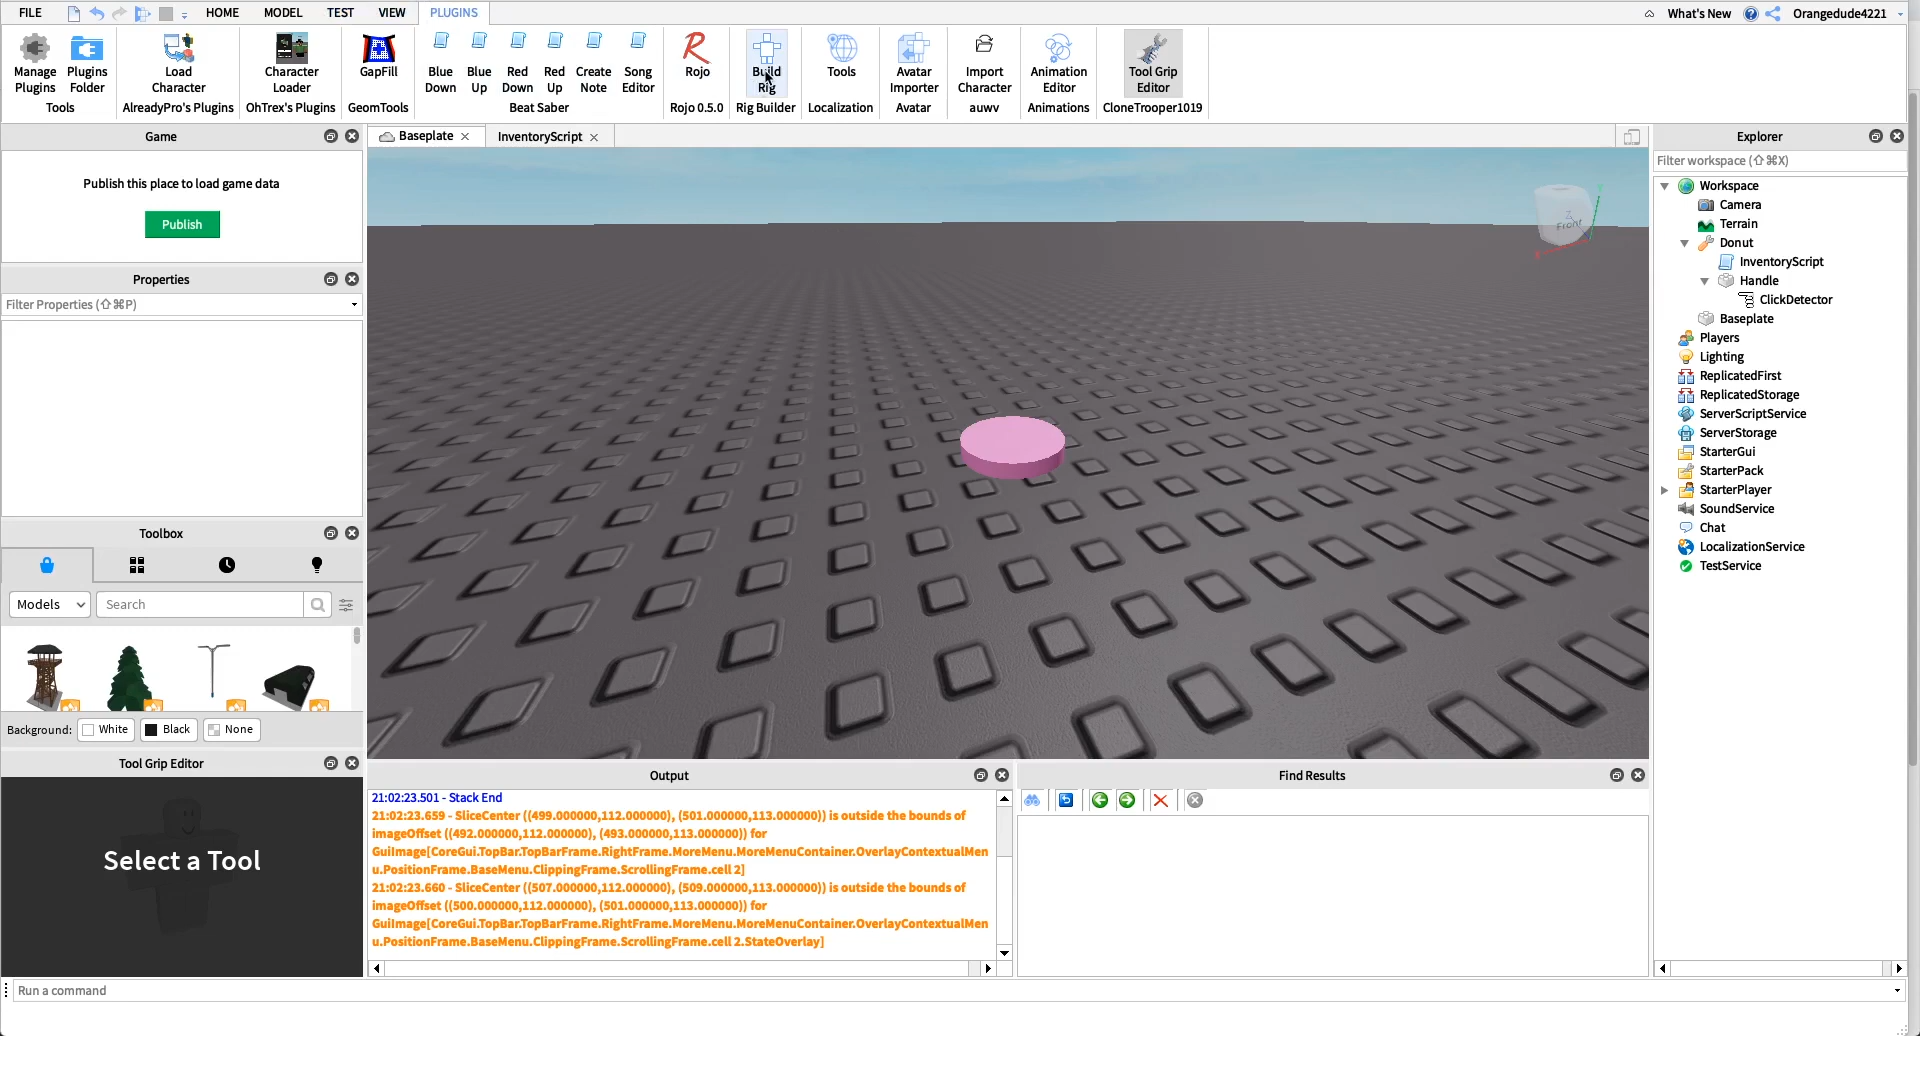 FILE HOME MODEL TEST VIEW PLUGINS What's New Orangedude4221
Manage Plugins
Plugins Folder
Tools
Load Character
AlreadyPro's Plugins
Character Loader
OhTrex's Plugins
GapFill
GeomTools
Blue Down
Blue Up
Red Down
Red Up
Create Note
Song Editor
Beat Saber
Rojo
Rojo 0.5.0
Build Rig
Rig Builder
Tools
Localization
Avatar Importer
Avatar
Import Character
auwv
Animation Editor
Animations
Tool Grip Editor
CloneTrooper1019
Game
Publish this place to load game data
Publish
Properties
Filter Properties (⇧⌘P)
Toolbox
Models
Search
Background: White Black None
Tool Grip Editor
Select a Tool
Baseplate
InventoryScript
Z
Front
Output
21:02:23.501 - Stack End
21:02:23.659 - SliceCenter ((499.000000,112.000000), (501.000000,113.000000)) is outside the bounds of
imageOffset ((492.000000,112.000000), (493.000000,113.000000)) for
GuiImage[CoreGui.TopBar.TopBarFrame.RightFrame.MoreMenu.MoreMenuContainer.OverlayContextualMen
u.PositionFrame.BaseMenu.ClippingFrame.ScrollingFrame.cell 2]
21:02:23.660 - SliceCenter ((507.000000,112.000000), (509.000000,113.000000)) is outside the bounds of
imageOffset ((500.000000,112.000000), (501.000000,113.000000)) for
GuiImage[CoreGui.TopBar.TopBarFrame.RightFrame.MoreMenu.MoreMenuContainer.OverlayContextualMen
u.PositionFrame.BaseMenu.ClippingFrame.ScrollingFrame.cell 2.StateOverlay]
Find Results
Explorer
Filter workspace (⇧⌘X)
Workspace
Camera
Terrain
Donut
InventoryScript
Handle
ClickDetector
Baseplate
Players
Lighting
ReplicatedFirst
ReplicatedStorage
ServerScriptService
ServerStorage
StarterGui
StarterPack
StarterPlayer
SoundService
Chat
LocalizationService
TestService
Run a command